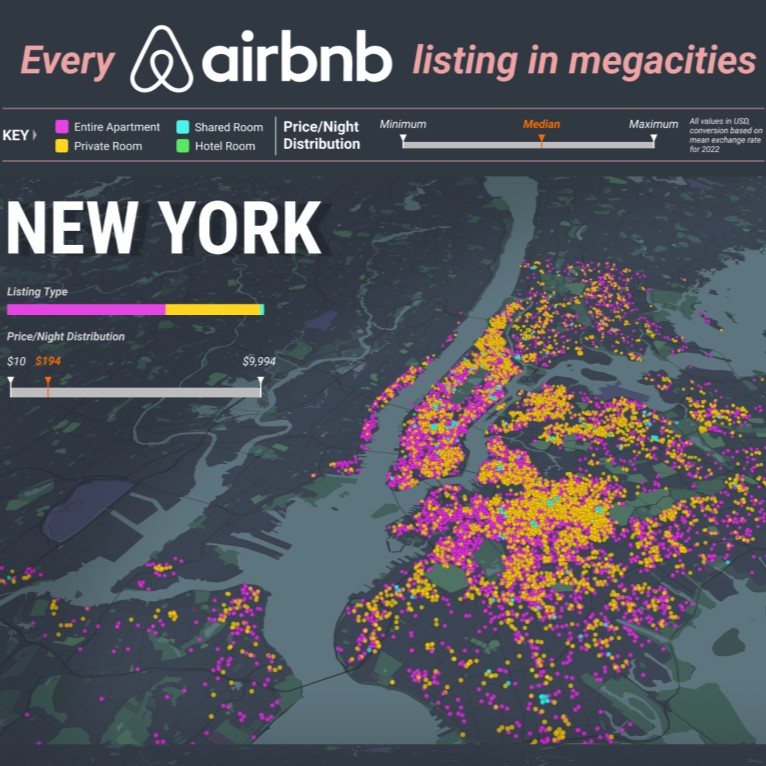 Every airbnb listing in megacities
KEY
Entire Apartment
Private Room
Shared Room
Hotel Room
Price/Night
Distribution
Minimum
Median
Maximum
All values in USD,
conversion based on
mean exchange rate
for 2022
NEW YORK
Listing Type
Price/Night Distribution
$10 $194 $9,994